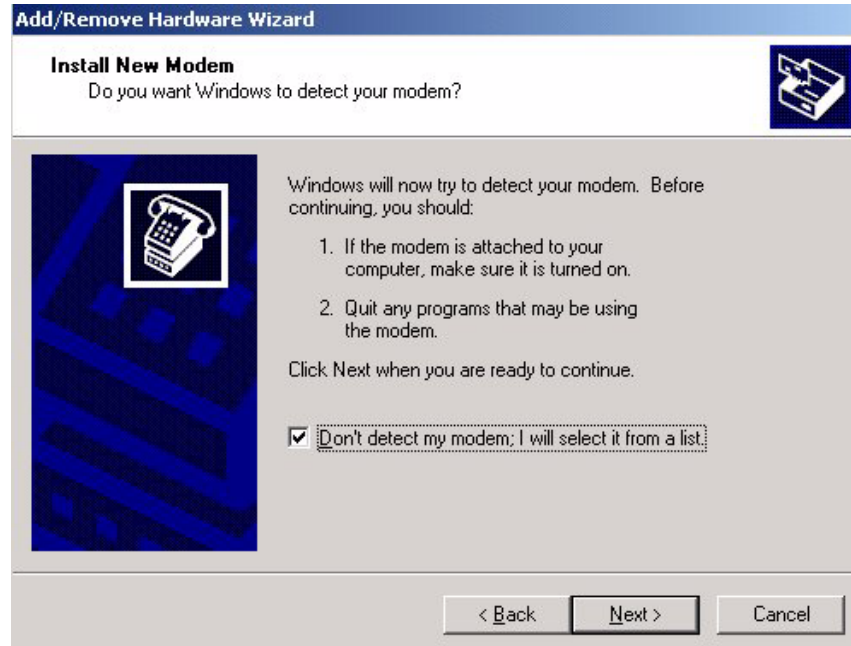 Add/Remove Hardware Wizard
Install New Modem
Do you want Windows to detect your modem?
Windows will now try to detect your modem.  Before
continuing, you should:
1. If the modem is attached to your
computer, make sure it is turned on.
2. Quit any programs that may be using
the modem.
Click Next when you are ready to continue.
Don't detect my modem; I will select it from a list.
< Back
Next >
Cancel